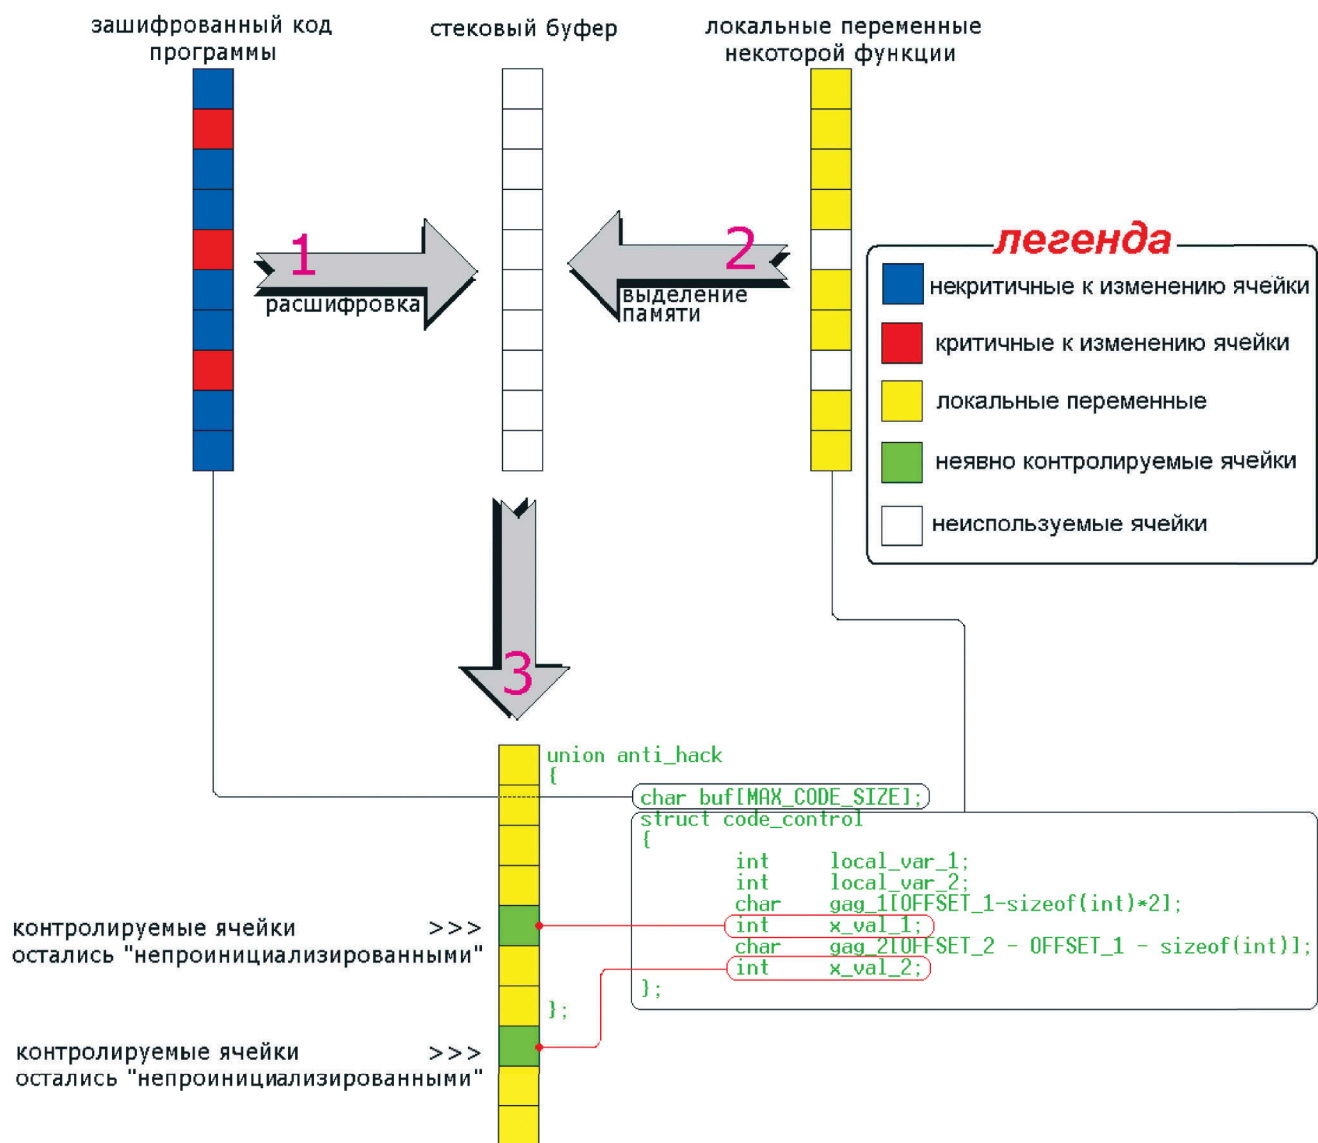 зашифрованный код
программы
стековый буфер
локальные переменные
некоторой функции
1
расшифровка
2
выделение
памяти
легенда
некритичные к изменению ячейки
критичные к изменению ячейки
локальные переменные
неявно контролируемые ячейки
неиспользуемые ячейки
3
union anti_hack
{
char buf[MAX_CODE_SIZE];
struct code_control
{
int local_var_1;
int local_var_2;
char gag_1[OFFSET_1-sizeof(int)*2];
int x_val_1;
char gag_2[OFFSET_2 - OFFSET_1 - sizeof(int)];
int x_val_2;
};
};
контролируемые ячейки >>>
остались "непроинициализированными"
контролируемые ячейки >>>
остались "непроинициализированными"